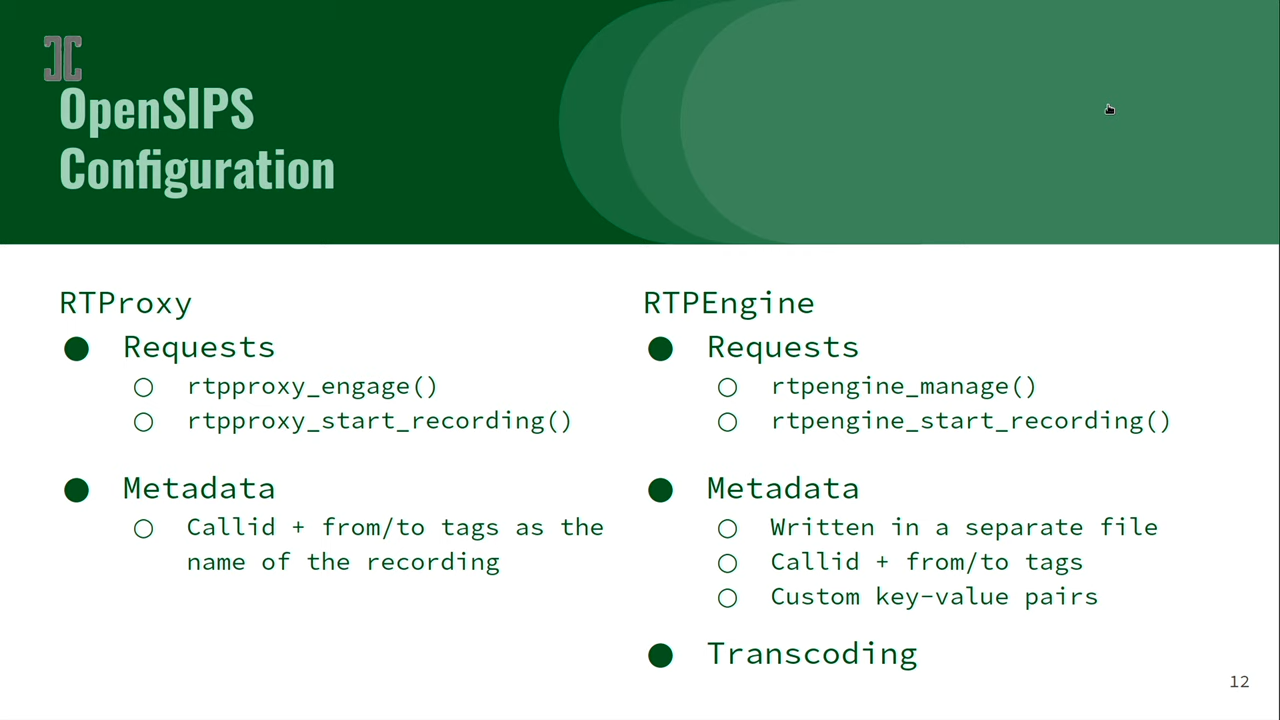 OpenSIPS
Configuration
RTProxy
● Requests
○ rtpproxy_engage()
○ rtpproxy_start_recording()
● Metadata
○ Callid + from/to tags as the
name of the recording
RTPEngine
● Requests
○ rtpengine_manage()
○ rtpengine_start_recording()
● Metadata
○ Written in a separate file
○ Callid + from/to tags
○ Custom key-value pairs
● Transcoding
12